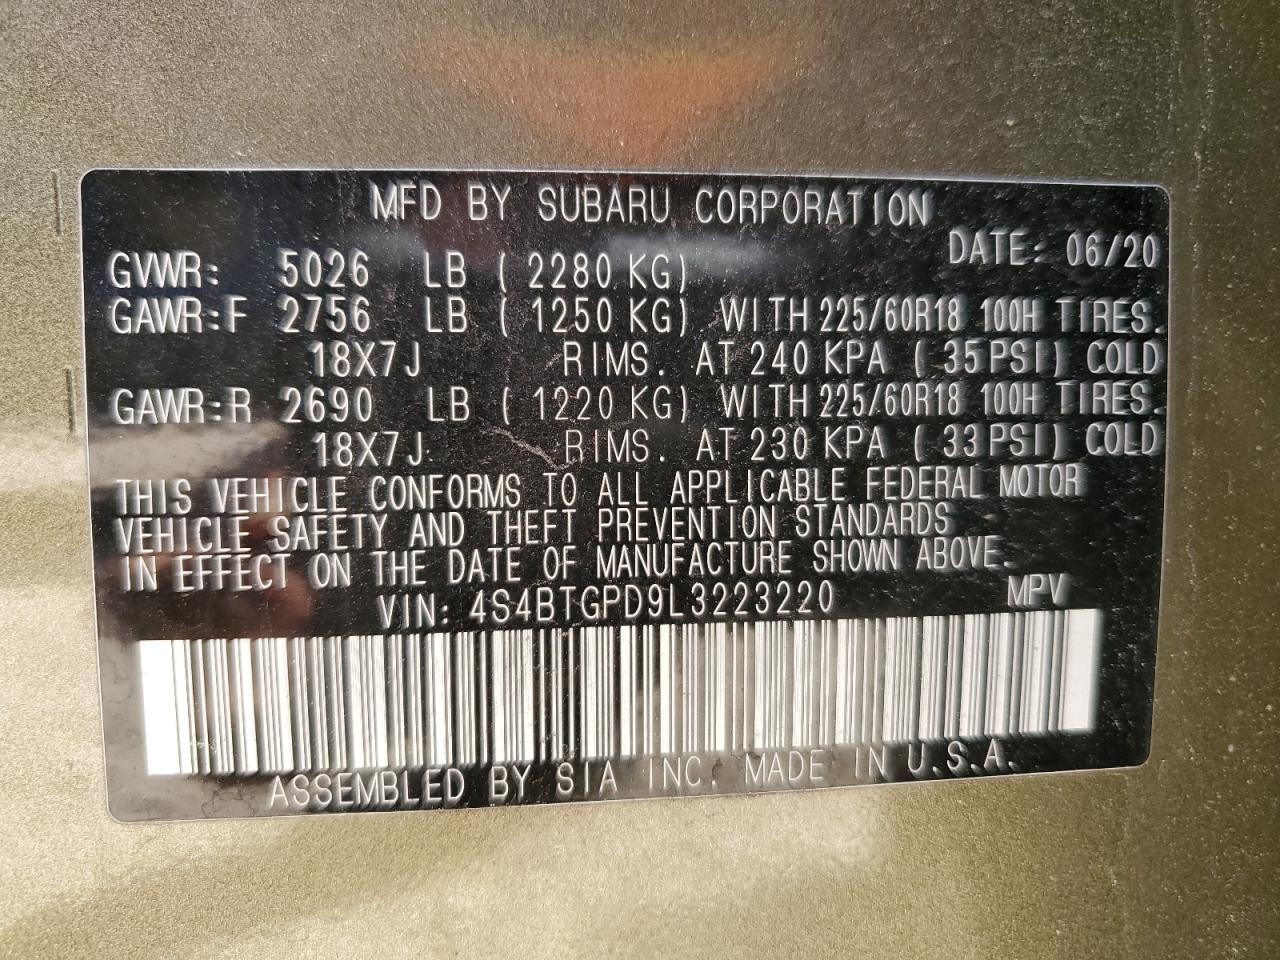 MFD BY SUBARU CORPORATION
DATE: 06/20
GVWR: 5026 LB ( 2280 KG)
GAWR:F 2756 LB ( 1250 KG) WITH 225/60R18 100H TIRES.
18X7J RIMS. AT 240 KPA ( 35 PSI) COLD
GAWR:R 2690 LB ( 1220 KG) WITH 225/60R18 100H TIRES.
18X7J RIMS. AT 230 KPA ( 33 PSI) COLD
THIS VEHICLE CONFORMS TO ALL APPLICABLE FEDERAL MOTOR
VEHICLE SAFETY AND THEFT PREVENTION STANDARDS
IN EFFECT ON THE DATE OF MANUFACTURE SHOWN ABOVE.
VIN: 4S4BTGPD9L3223220 MPV
ASSEMBLED BY SIA INC. MADE IN U.S.A.